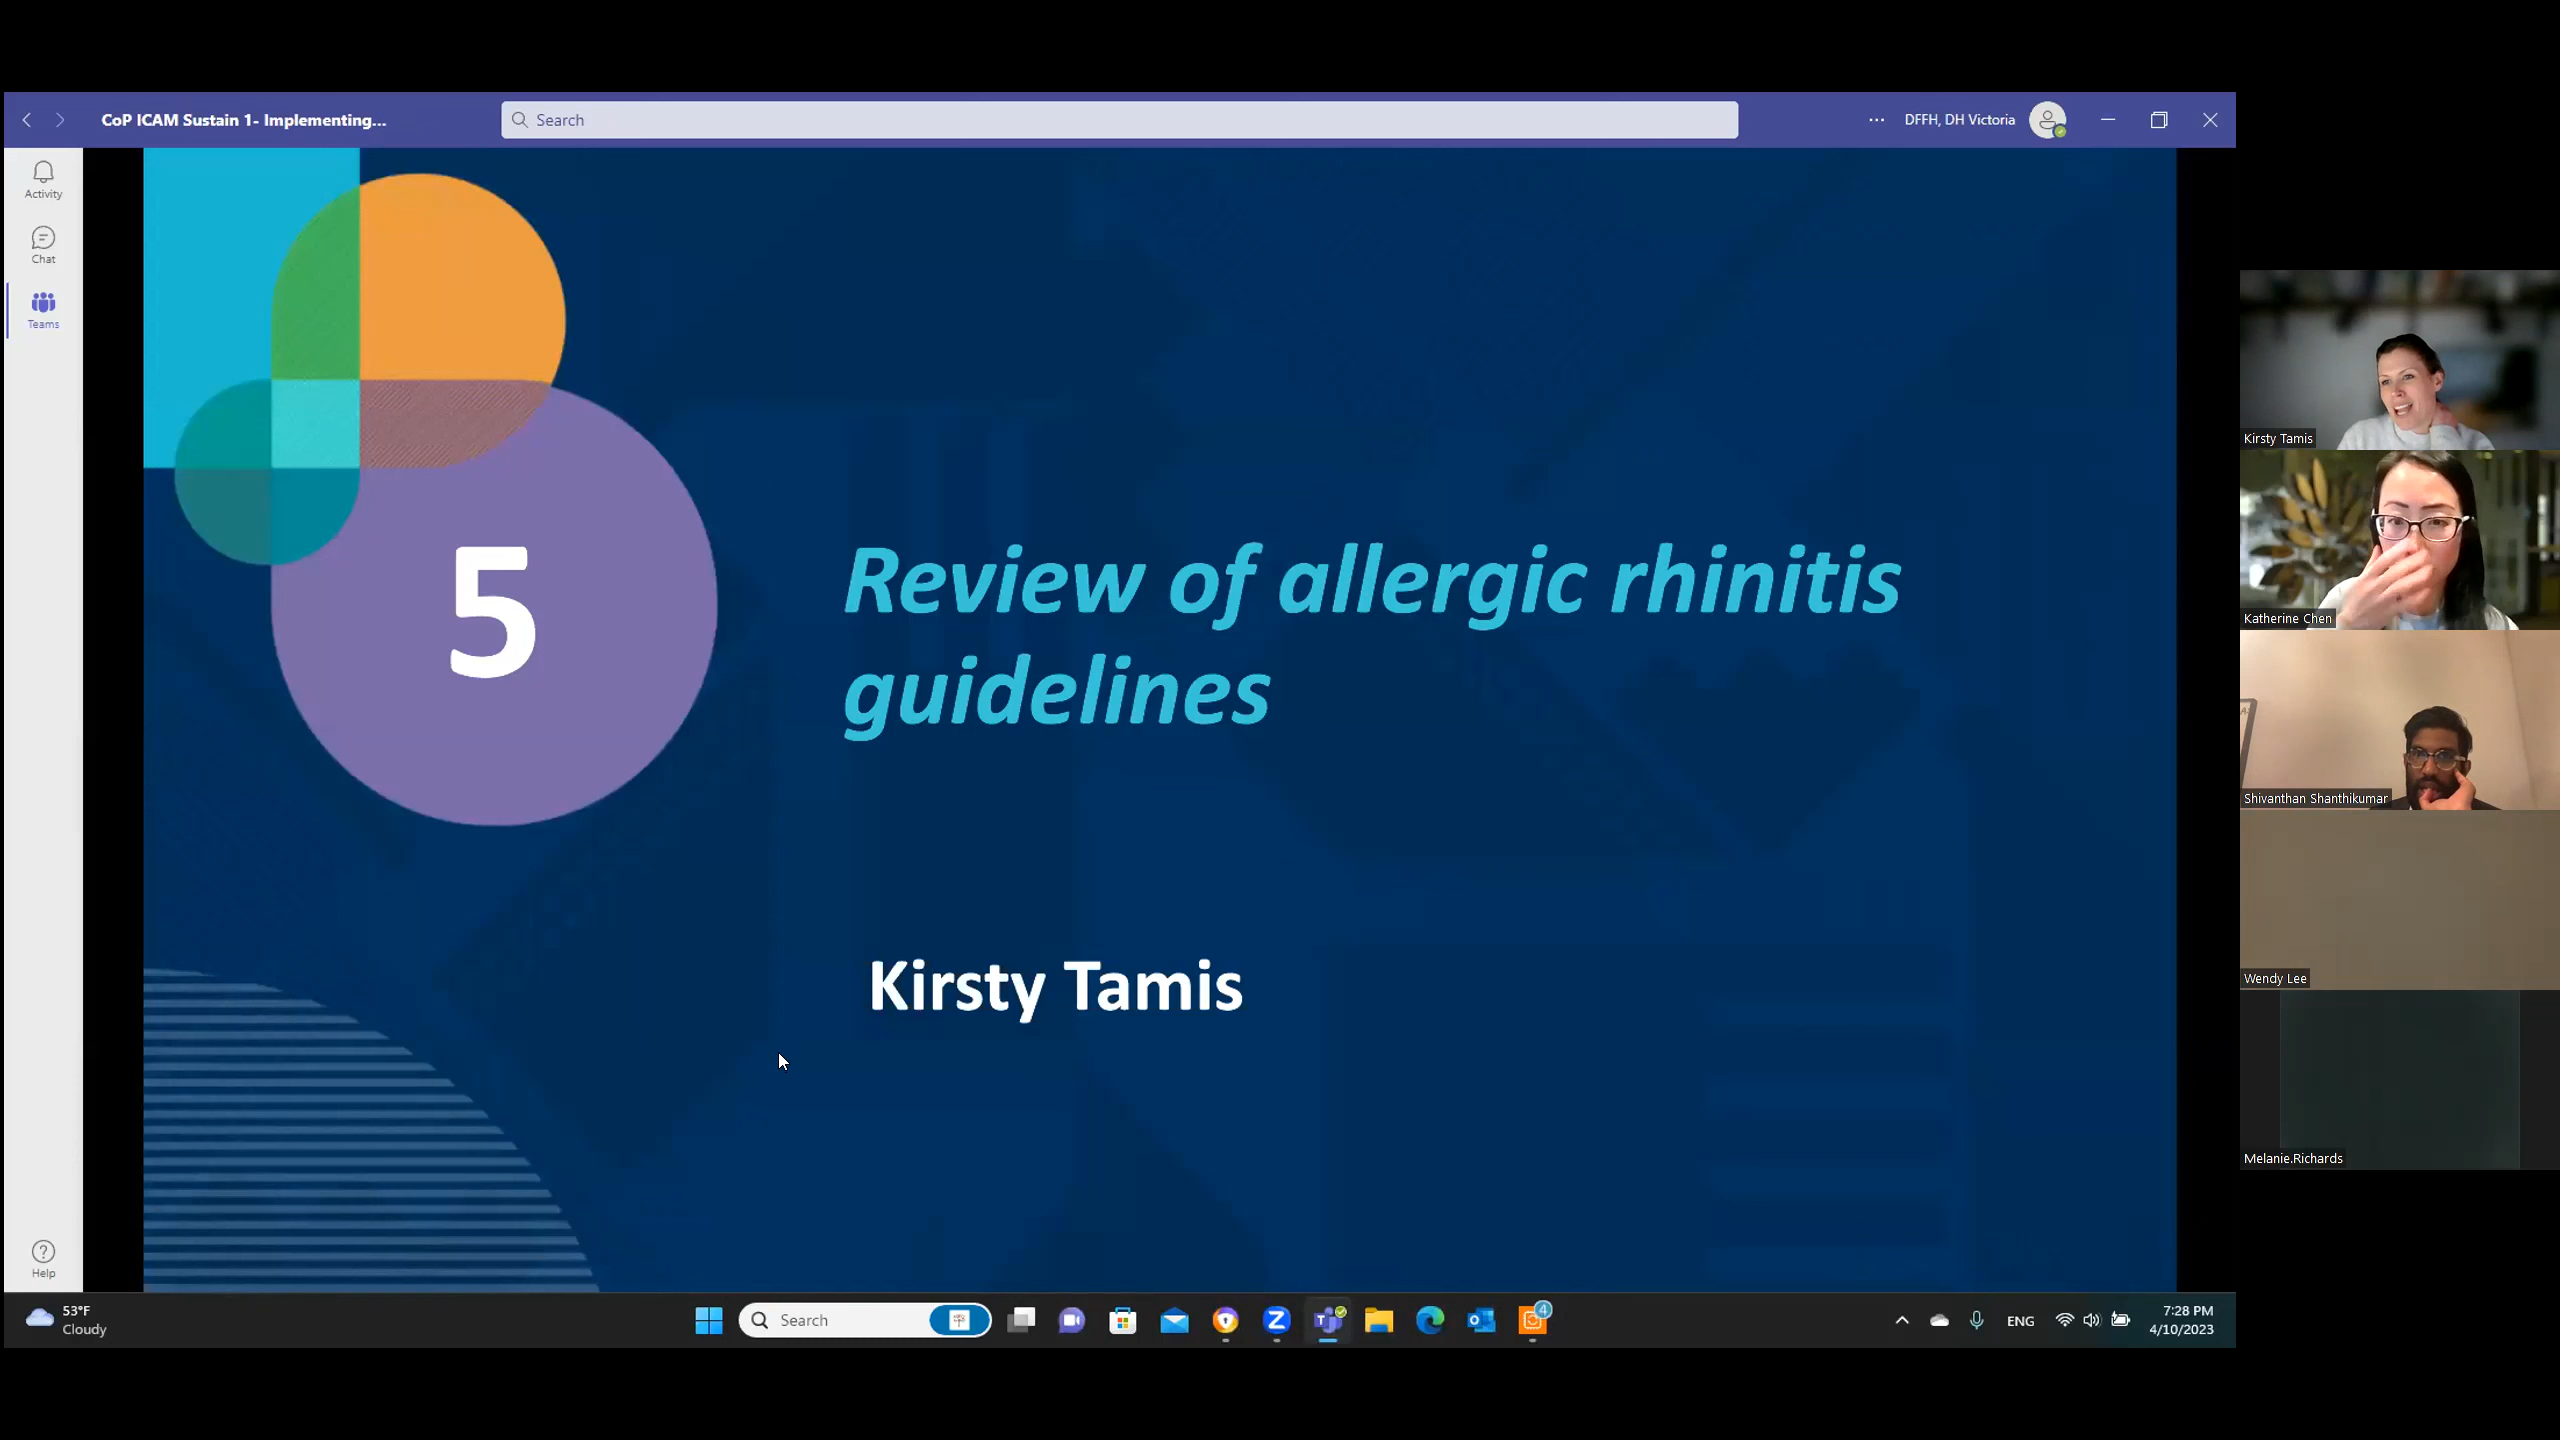 CoP ICAM Sustain 1- Implementing...
Search
DFFH, DH Victoria
Activity
Chat
Teams
5
Review of allergic rhinitis
guidelines
Kirsty Tamis
Help
Kirsty Tamis
Katherine Chen
Shivanthan Shanthikumar
Wendy Lee
Melanie.Richards
53°F
Cloudy
Search
4
ENG
7:28 PM
4/10/2023